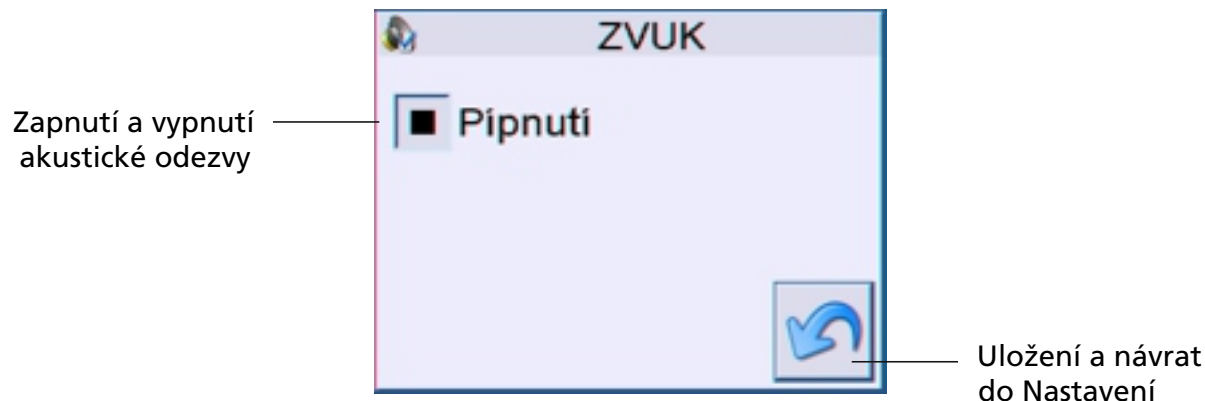 ZVUK
Zapnutí a vypnutí
akustické odezvy
Pípnutí
Uložení a návrat
do Nastavení